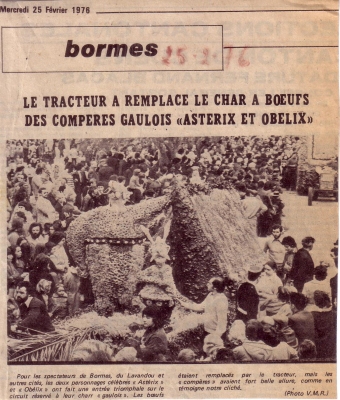 Mercredi 25 Février 1976
bormes
25-2-76
LE TRACTEUR A REMPLACE LE CHAR A BŒUFS
DES COMPERES GAULOIS «ASTERIX ET OBELIX»
Pour les spectateurs de Bormes, du Lavandou et
autres cités, les deux personnages célèbres « Astérix »
et « Obélix » ont fait une entrée triomphale sur le
circuit réservé à leur char « gaulois ». Les bœufs
étaient remplacés par le tracteur, mais les
« compères » avaient fort belle allure, comme en
témoigne notre cliché.
(Photo V.M.R.)